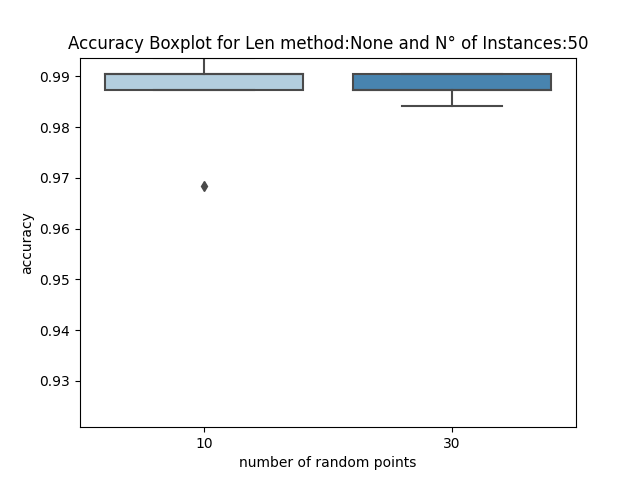 Accuracy Boxplot for Len method:None and N° of Instances:50
0.99
0.98
0.97
0.96
0.95
0.94
0.93
accuracy
10 30
number of random points